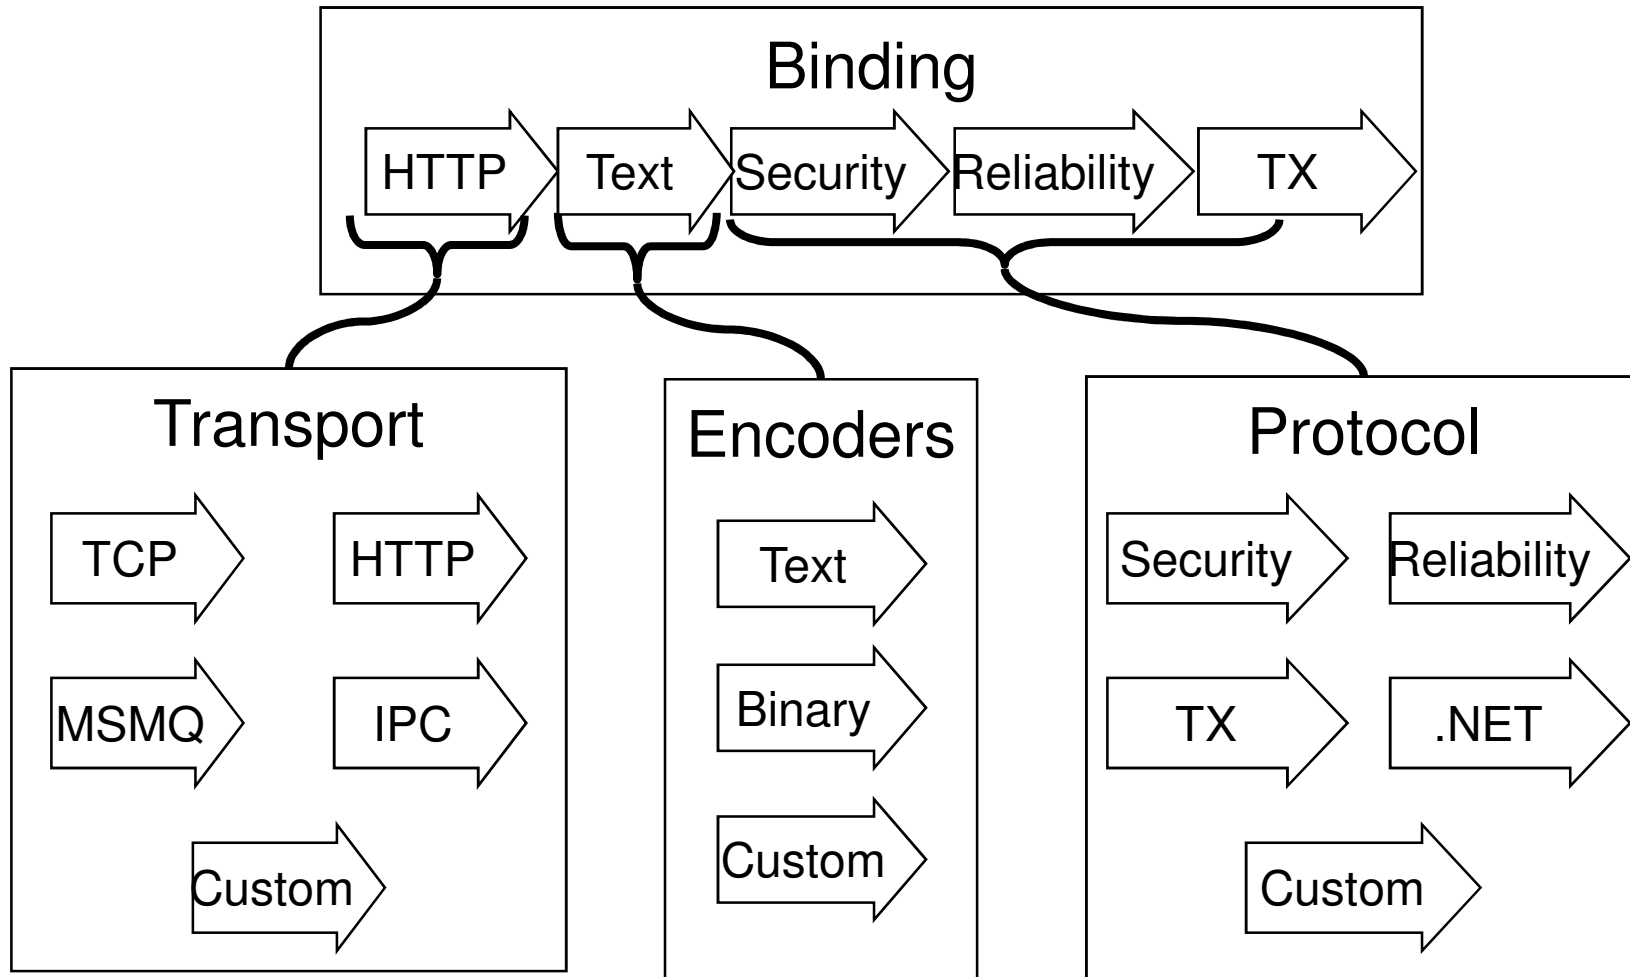 Binding
HTTP Text Security Reliability TX
Transport
TCP HTTP
MSMQ IPC
Custom
Encoders
Text
Binary
Custom
Protocol
Security Reliability
TX .NET
Custom